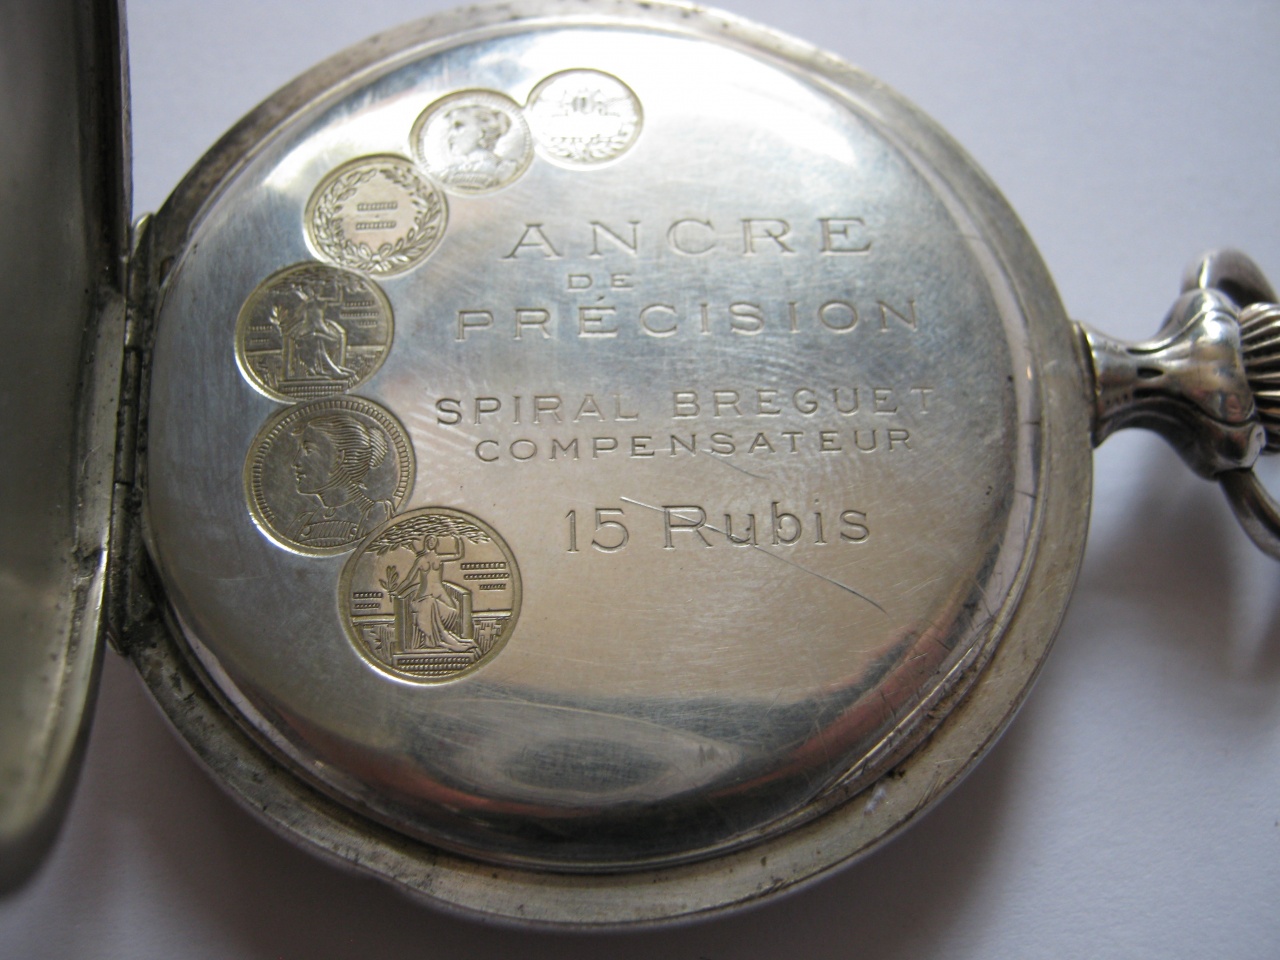 ANCRE
DE
PRÉCISION
SPIRAL BREGUET
COMPENSATEUR
15 Rubis